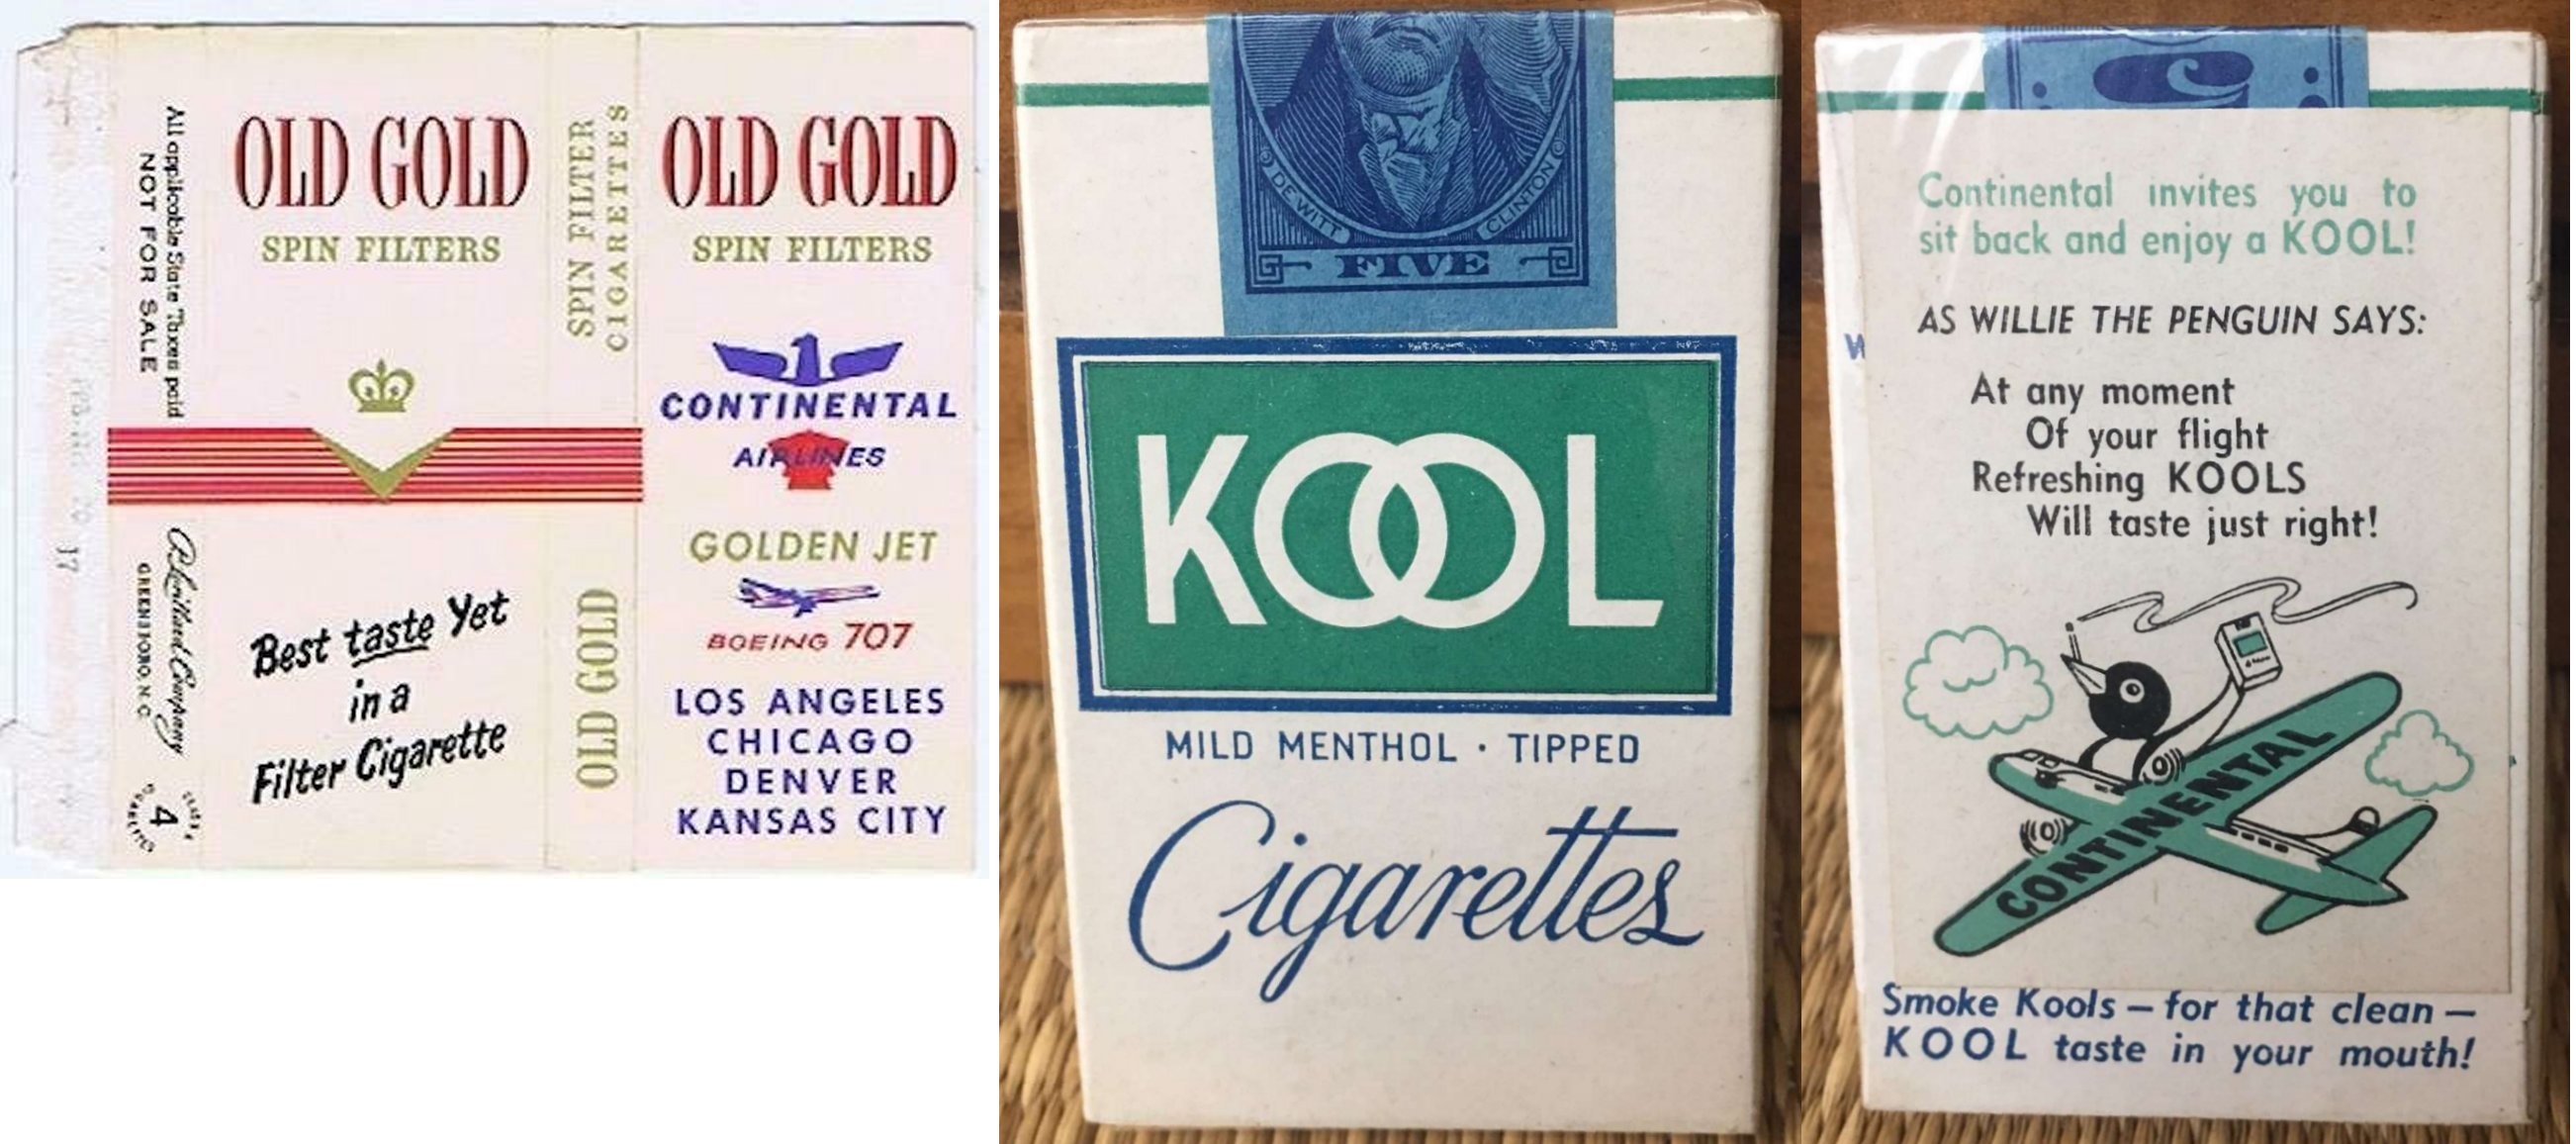 All applicable State Taxes paid
NOT FOR SALE
P. Lorillard Company
GREENSBORO, N.C.
4
17
OLD GOLD
SPIN FILTERS
Best taste Yet
in a
Filter Cigarette
SPIN FILTER
CIGARETTES
OLD GOLD
OLD GOLD
SPIN FILTERS
CONTINENTAL
AIRLINES
GOLDEN JET
BOEING 707
LOS ANGELES
CHICAGO
DENVER
KANSAS CITY
DEWITT CLINTON
FIVE
KOOL
MILD MENTHOL · TIPPED
Cigarettes
Continental invites you to
sit back and enjoy a KOOL!
AS WILLIE THE PENGUIN SAYS:
At any moment
Of your flight
Refreshing KOOLS
Will taste just right!
CONTINENTAL
Smoke Kools — for that clean —
KOOL taste in your mouth!